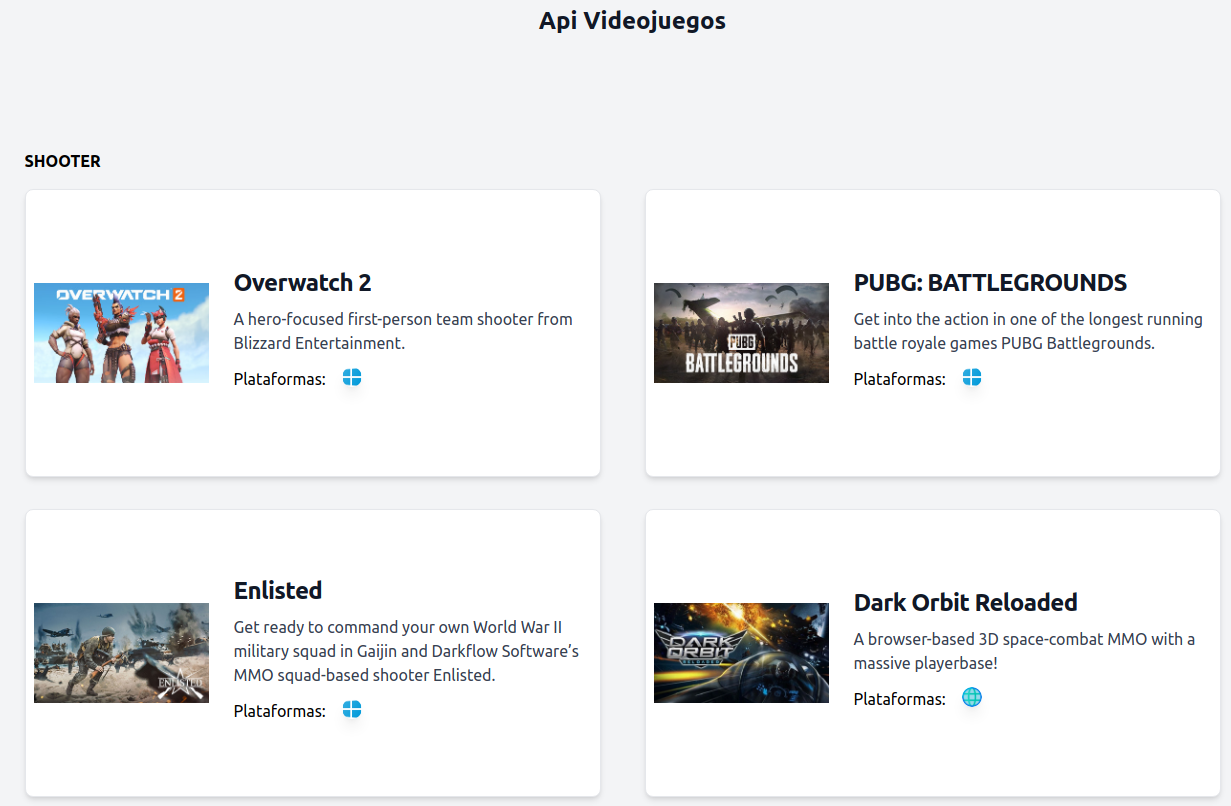 Api Videojuegos
SHOOTER
OVERWATCH 2
Overwatch 2
A hero-focused first-person team shooter from
Blizzard Entertainment.
Plataformas:
PUBG
BATTLEGROUNDS
PUBG: BATTLEGROUNDS
Get into the action in one of the longest running
battle royale games PUBG Battlegrounds.
Plataformas:
ENLISTED
Enlisted
Get ready to command your own World War II
military squad in Gaijin and Darkflow Software’s
MMO squad-based shooter Enlisted.
Plataformas:
DARK
ORBIT
RELOADED
Dark Orbit Reloaded
A browser-based 3D space-combat MMO with a
massive playerbase!
Plataformas: